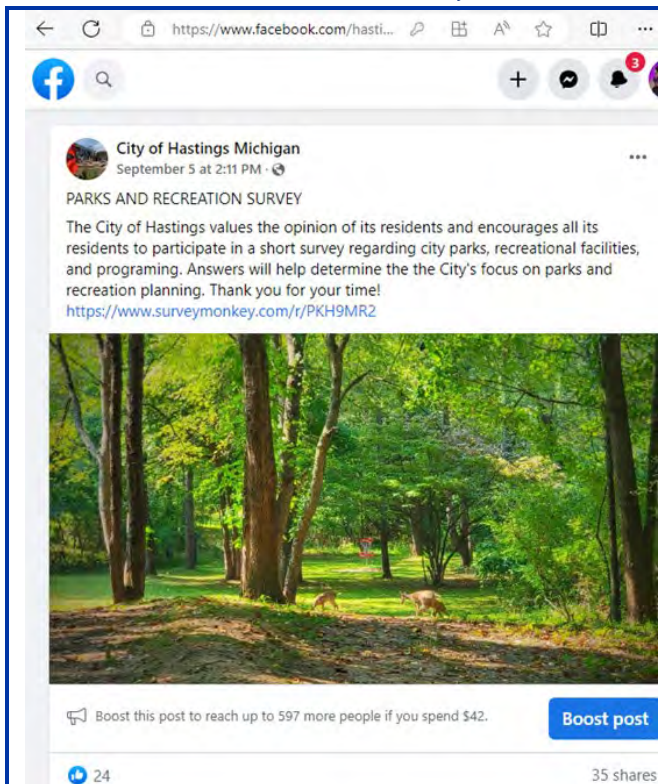 https://www.facebook.com/hasti...
3
City of Hastings Michigan
September 5 at 2:11 PM ·
PARKS AND RECREATION SURVEY
The City of Hastings values the opinion of its residents and encourages all its
residents to participate in a short survey regarding city parks, recreational facilities,
and programing. Answers will help determine the the City's focus on parks and
recreation planning. Thank you for your time!
https://www.surveymonkey.com/r/PKH9MR2
Boost this post to reach up to 597 more people if you spend $42.
Boost post
24
35 shares